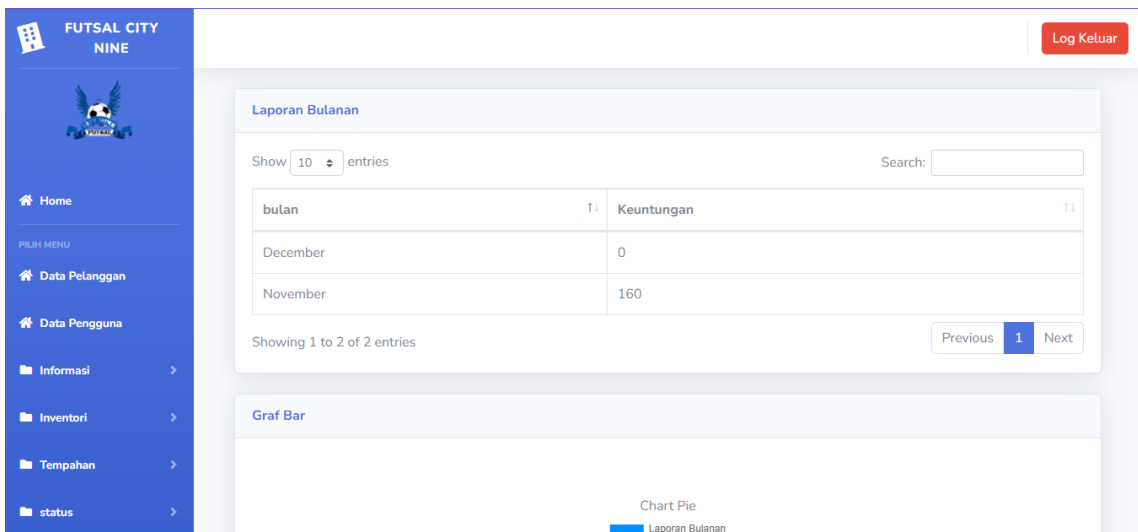 FUTSAL CITY
NINE
Log Keluar
FUTSAL
Home
PILIH MENU
Data Pelanggan
Data Pengguna
Informasi
Inventori
Tempahan
status
Laporan Bulanan
Show 10 entries
Search:
bulan Keuntungan
December 0
November 160
Showing 1 to 2 of 2 entries
Previous 1 Next
Graf Bar
Chart Pie
Laporan Bulanan